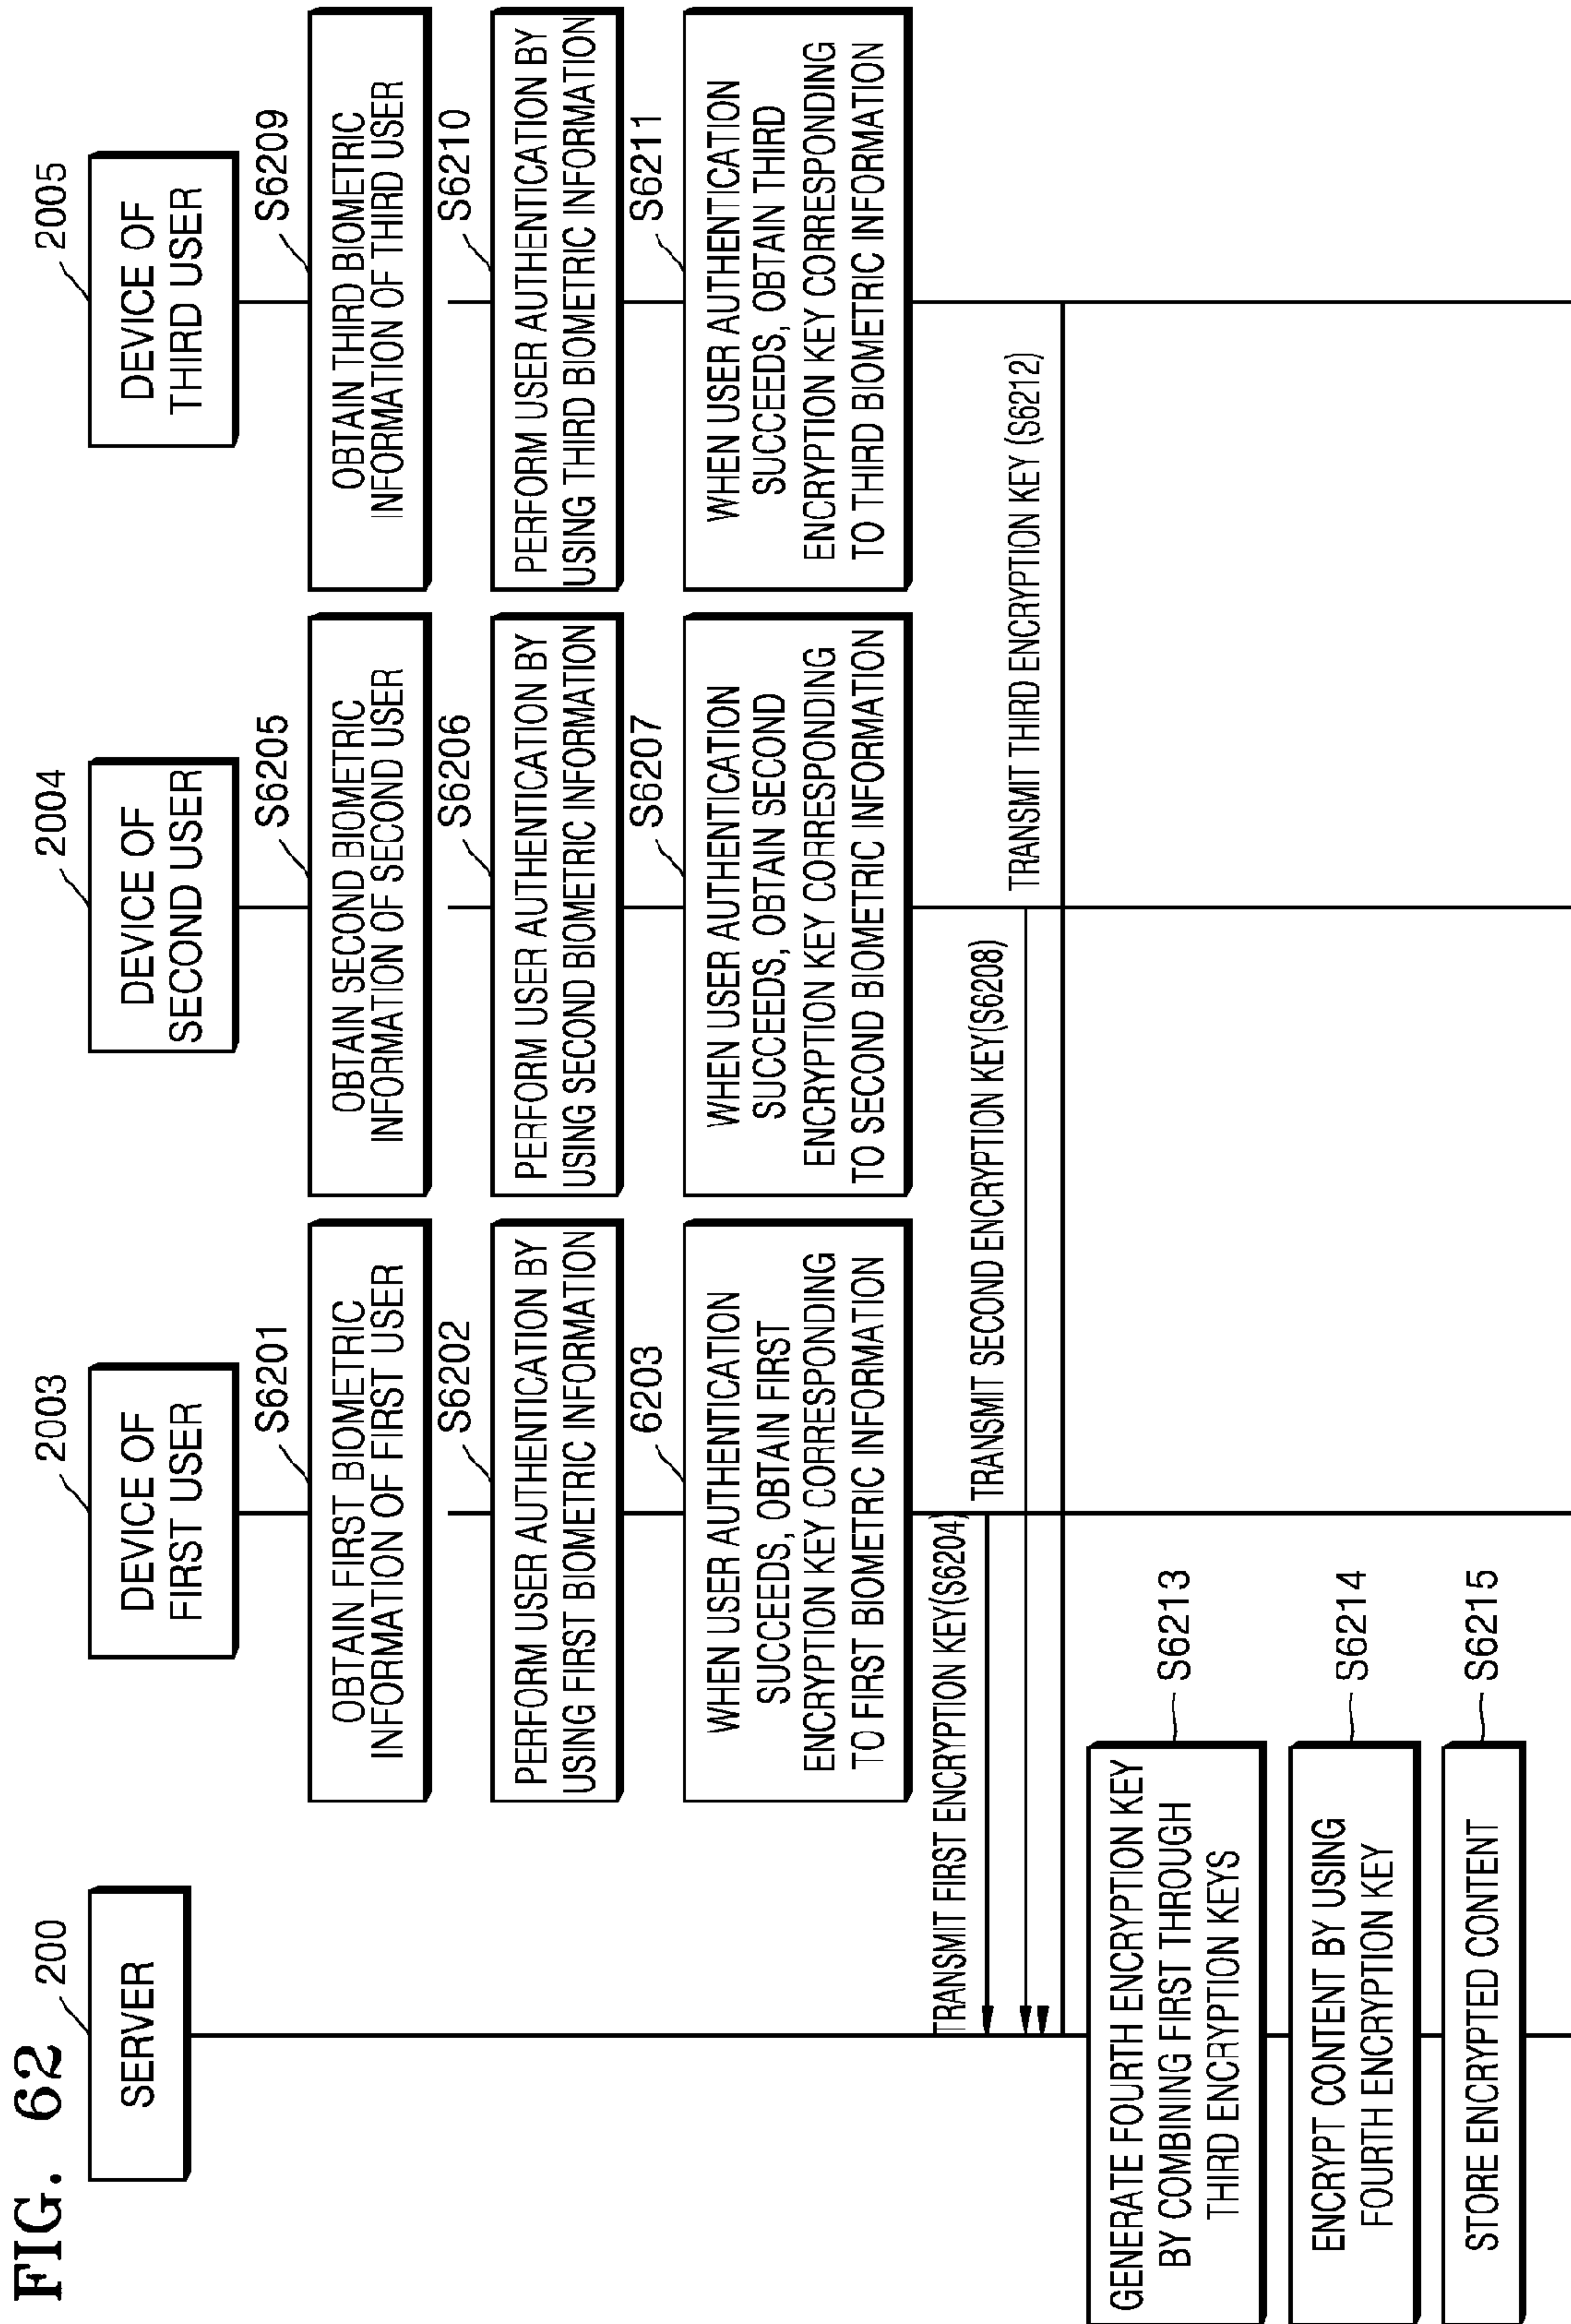 FIG. 62
200
SERVER
2003
DEVICE OF
FIRST USER
2004
DEVICE OF
SECOND USER
2005
DEVICE OF
THIRD USER
S6201
OBTAIN FIRST BIOMETRIC
INFORMATION OF FIRST USER
S6205
OBTAIN SECOND BIOMETRIC
INFORMATION OF SECOND USER
S6209
OBTAIN THIRD BIOMETRIC
INFORMATION OF THIRD USER
S6202
PERFORM USER AUTHENTICATION BY
USING FIRST BIOMETRIC INFORMATION
S6206
PERFORM USER AUTHENTICATION BY
USING SECOND BIOMETRIC INFORMATION
S6210
PERFORM USER AUTHENTICATION BY
USING THIRD BIOMETRIC INFORMATION
6203
WHEN USER AUTHENTICATION
SUCCEEDS, OBTAIN FIRST
ENCRYPTION KEY CORRESPONDING
TO FIRST BIOMETRIC INFORMATION
S6207
WHEN USER AUTHENTICATION
SUCCEEDS, OBTAIN SECOND
ENCRYPTION KEY CORRESPONDING
TO SECOND BIOMETRIC INFORMATION
S6211
WHEN USER AUTHENTICATION
SUCCEEDS, OBTAIN THIRD
ENCRYPTION KEY CORRESPONDING
TO THIRD BIOMETRIC INFORMATION
TRANSMIT FIRST ENCRYPTION KEY(S6204)
TRANSMIT SECOND ENCRYPTION KEY(S6208)
TRANSMIT THIRD ENCRYPTION KEY (S6212)
GENERATE FOURTH ENCRYPTION KEY
BY COMBINING FIRST THROUGH
THIRD ENCRYPTION KEYS
S6213
ENCRYPT CONTENT BY USING
FOURTH ENCRYPTION KEY
S6214
STORE ENCRYPTED CONTENT
S6215